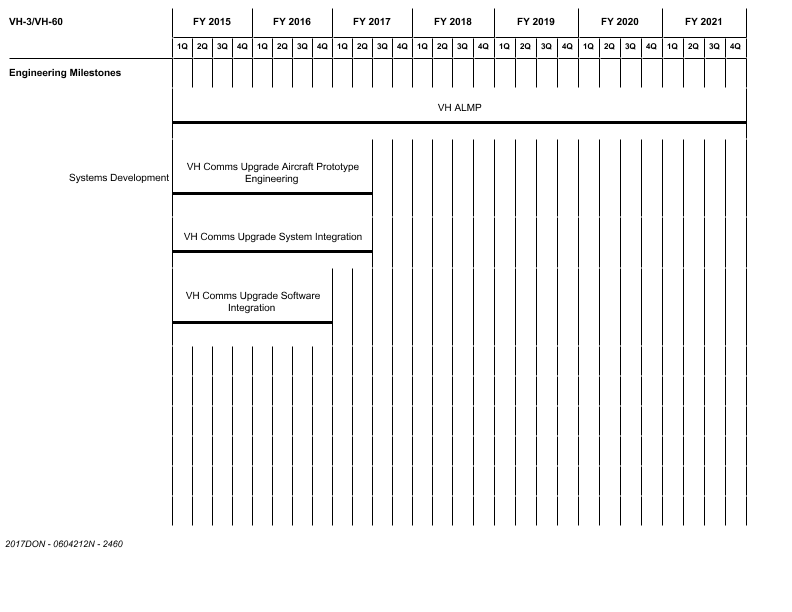 VH-3/VH-60 FY 2015 FY 2016 FY 2017 FY 2018 FY 2019 FY 2020 FY 2021
1Q 2Q 3Q 4Q 1Q 2Q 3Q 4Q 1Q 2Q 3Q 4Q 1Q 2Q 3Q 4Q 1Q 2Q 3Q 4Q 1Q 2Q 3Q 4Q 1Q 2Q 3Q 4Q
Engineering Milestones
VH ALMP
Systems Development
VH Comms Upgrade Aircraft Prototype
Engineering
VH Comms Upgrade System Integration
VH Comms Upgrade Software
Integration
2017DON - 0604212N - 2460